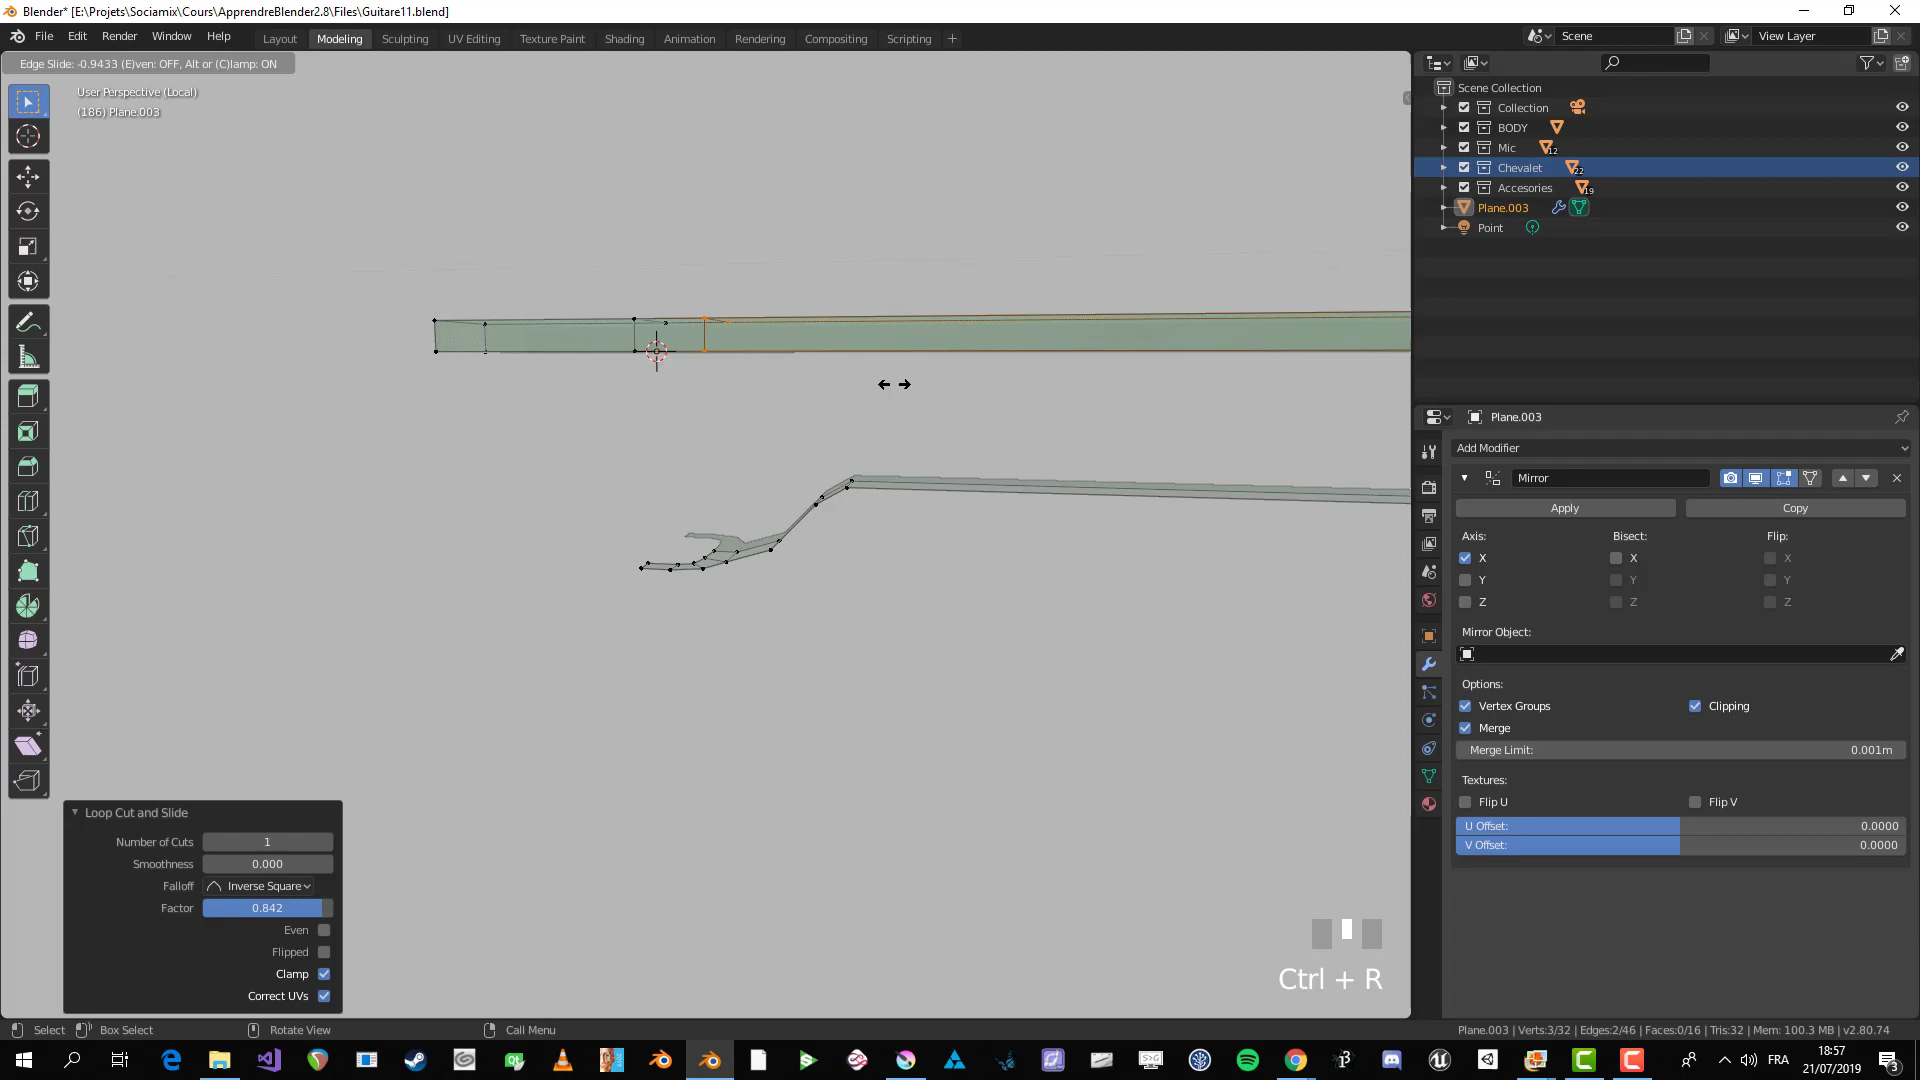 Blender* [E:\Projets\Sociamix\Cours\ApprendreBlender2.8\Files\Guitare11.blend]
File Edit Render Window Help Layout Modeling Sculpting UV Editing Texture Paint Shading Animation Rendering Compositing Scripting + Scene View Layer
Edge Slide: -0.9433 (E)ven: OFF, Alt or (C)lamp: ON
User Perspective (Local)
(186) Plane.003
Scene Collection
Collection
BODY
Mic 12
Chevalet 22
Accesories 19
Plane.003
Point
Plane.003
Add Modifier
Mirror
Apply Copy
Axis: Bisect: Flip:
X X X
Y Y Y
Z Z Z
Mirror Object:
Options:
Vertex Groups Clipping
Merge
Merge Limit: 0.001m
Textures:
Flip U Flip V
U Offset: 0.0000
V Offset: 0.0000
Loop Cut and Slide
Number of Cuts 1
Smoothness 0.000
Falloff Inverse Square
Factor 0.842
Even
Flipped
Clamp
Correct UVs
Ctrl + R
Select Box Select Rotate View Call Menu Plane.003 | Verts:3/32 | Edges:2/46 | Faces:0/16 | Tris:32 | Mem: 100.3 MB | v2.80.74
FRA 18:57
21/07/2019
3